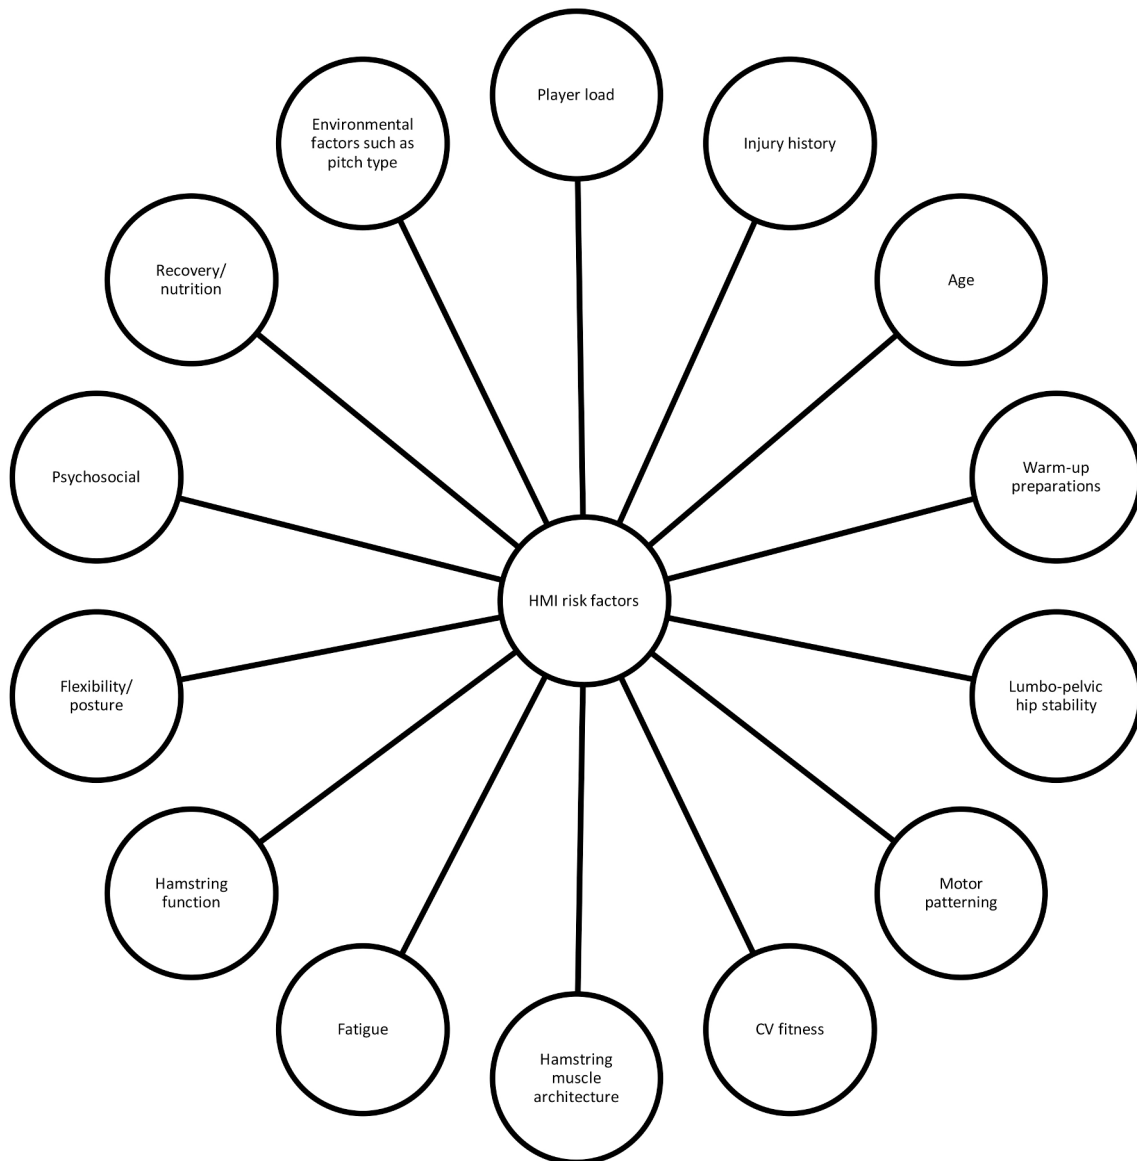 Player load
Injury history
Age
Warm-up
preparations
Lumbo-pelvic
hip stability
Motor
patterning
CV fitness
Hamstring
muscle
architecture
Fatigue
Hamstring
function
Flexibility/
posture
Psychosocial
Recovery/
nutrition
Environmental
factors such as
pitch type
HMI risk factors